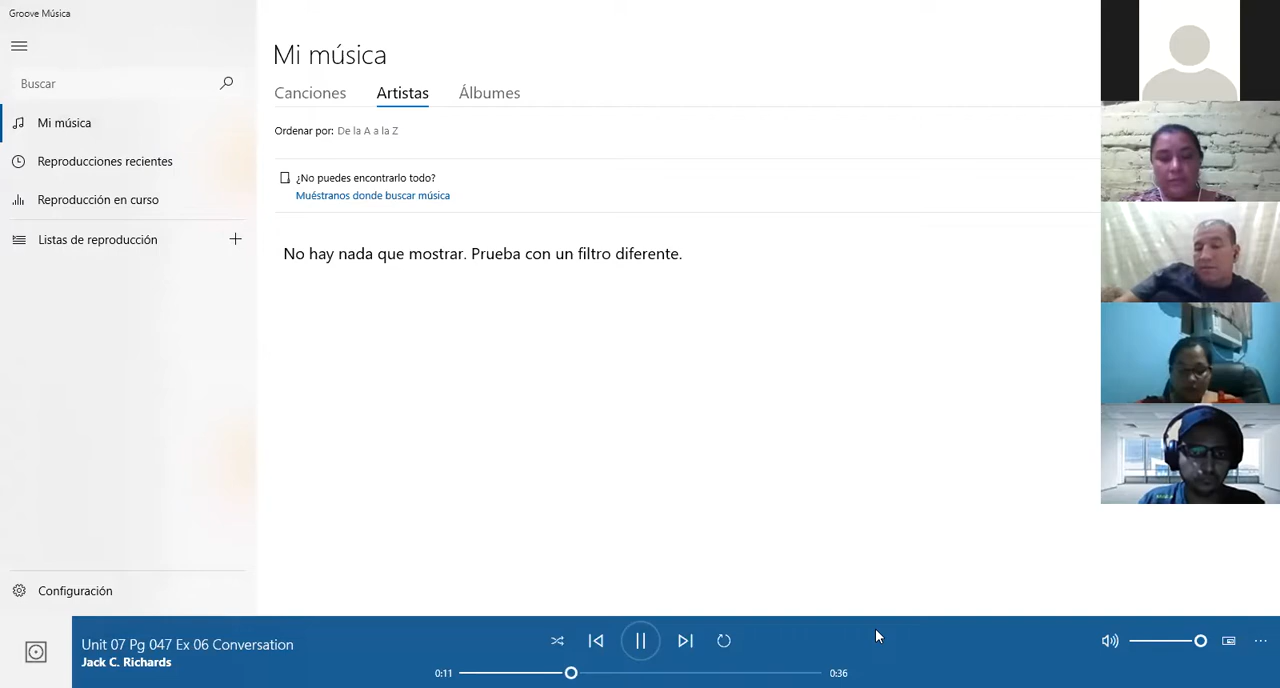 Groove Música
Buscar
Mi música
Reproducciones recientes
Reproducción en curso
Listas de reproducción
Configuración
Mi música
Canciones Artistas Álbumes
Ordenar por: De la A a la Z
¿No puedes encontrarlo todo?
Muéstranos donde buscar música
No hay nada que mostrar. Prueba con un filtro diferente.
Unit 07 Pg 047 Ex 06 Conversation
Jack C. Richards
0:11
0:36